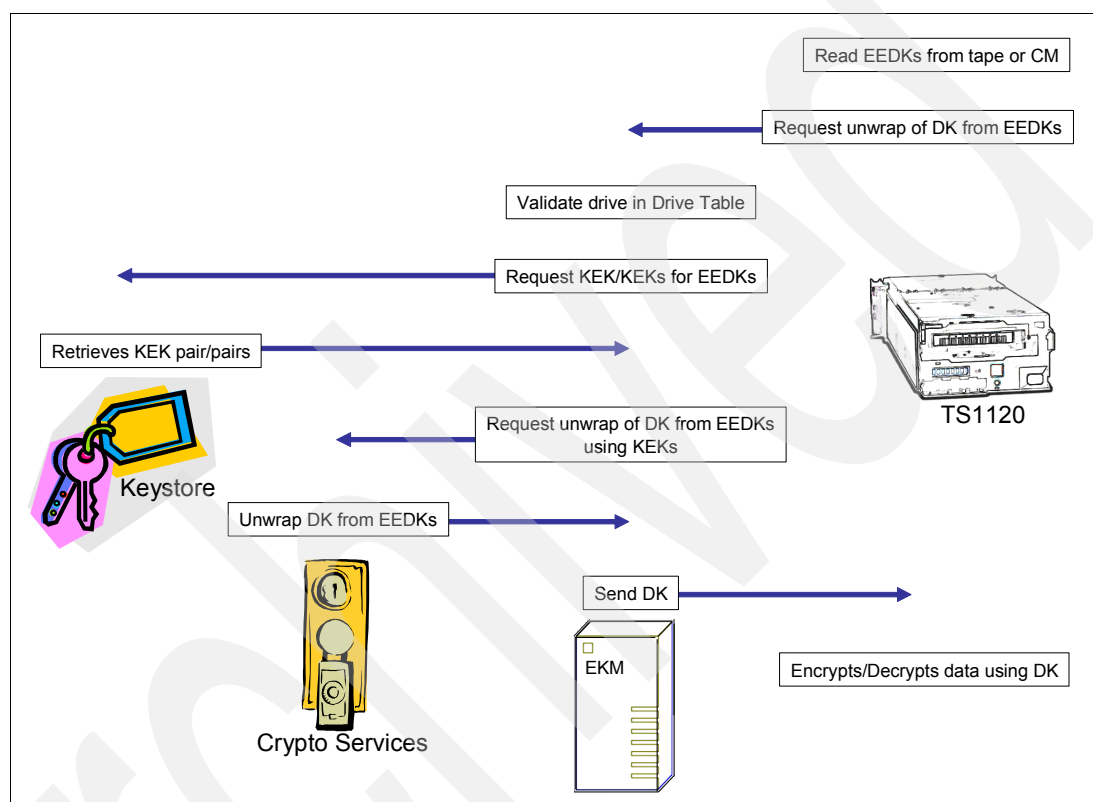 Read EEDKs from tape or CM
Request unwrap of DK from EEDKs
Validate drive in Drive Table
Request KEK/KEKs for EEDKs
Retrieves KEK pair/pairs
TS1120
Request unwrap of DK from EEDKs
using KEKs
Keystore
Unwrap DK from EEDKs
Send DK
EKM
Encrypts/Decrypts data using DK
Crypto Services